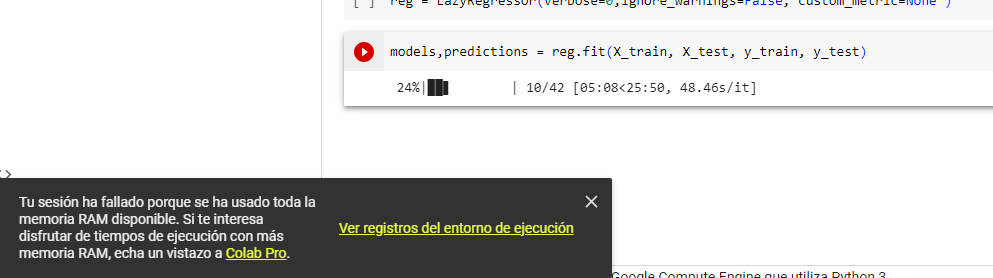 [ ] reg = LazyRegressor(verbose=0,ignore_warnings=False, custom_metric=None )
models,predictions = reg.fit(X_train, X_test, y_train, y_test)
24%| | 10/42 [05:08<25:50, 48.46s/it]
Tu sesión ha fallado porque se ha usado toda la
memoria RAM disponible. Si te interesa
disfrutar de tiempos de ejecución con más
memoria RAM, echa un vistazo a Colab Pro.
Ver registros del entorno de ejecución
Google Compute Engine que utiliza Python 3